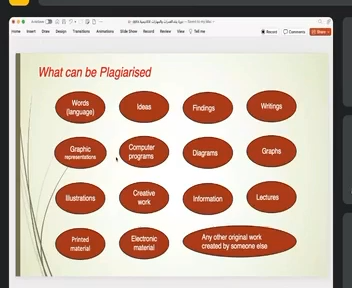 Home Insert Draw Design Transitions Animations Slide Show Record Review View Tell me
Record Comments Share
What can be Plagiarised
Words
(language)
Ideas
Findings
Writings
Graphic
representations
Computer
programs
Diagrams
Graphs
Illustrations
Creative
work
Information
Lectures
Printed
material
Electronic
material
Any other original work
created by someone else